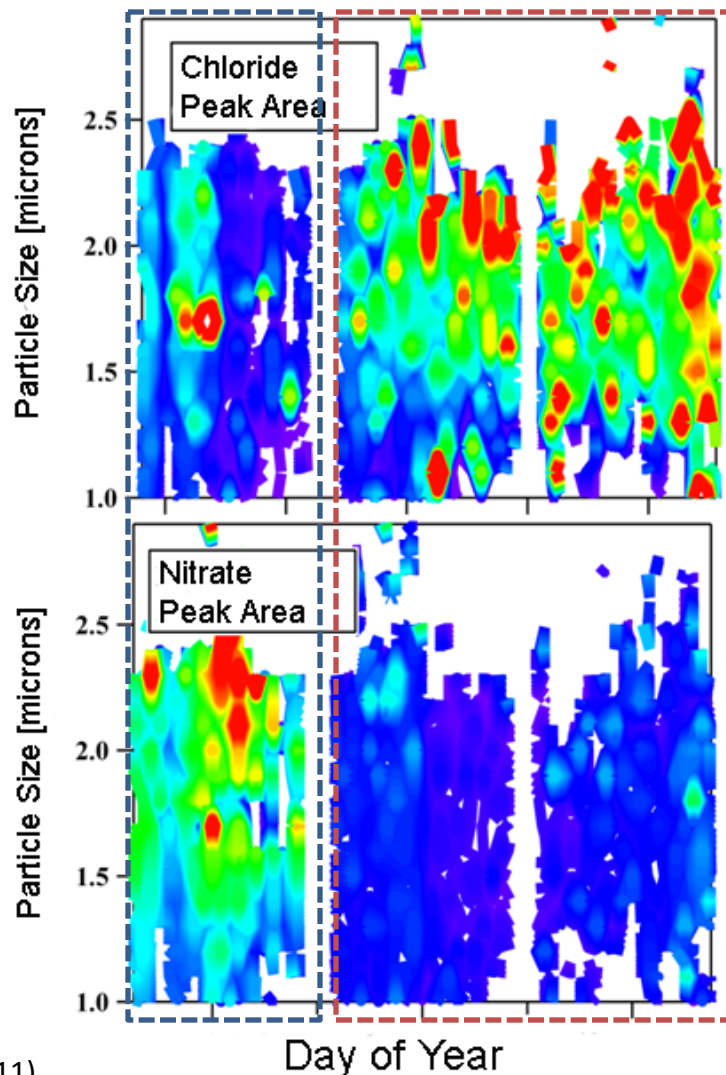 Chloride
Peak Area
Particle Size [microns]
2.5
2.0
1.5
1.0
Nitrate
Peak Area
Particle Size [microns]
2.5
2.0
1.5
1.0
Day of Year
11)